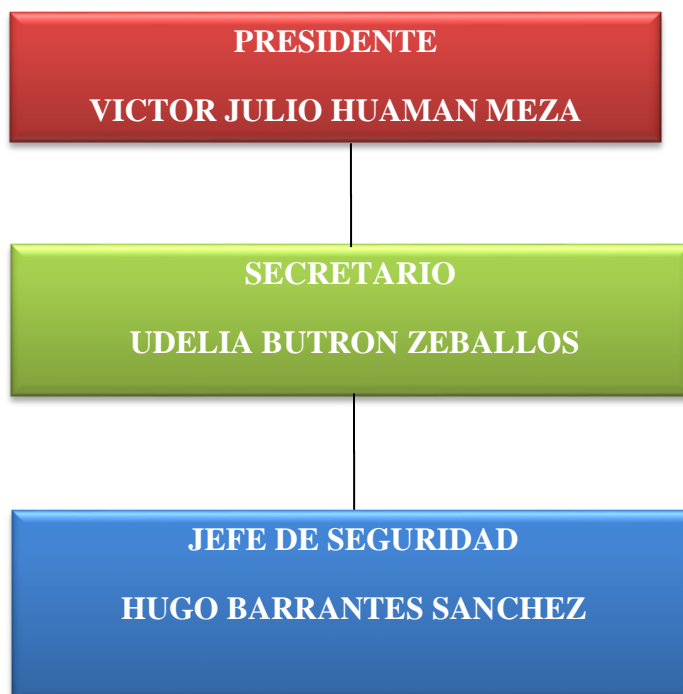 PRESIDENTE
VICTOR JULIO HUAMAN MEZA
SECRETARIO
UDELIA BUTRON ZEBALLOS
JEFE DE SEGURIDAD
HUGO BARRANTES SANCHEZ